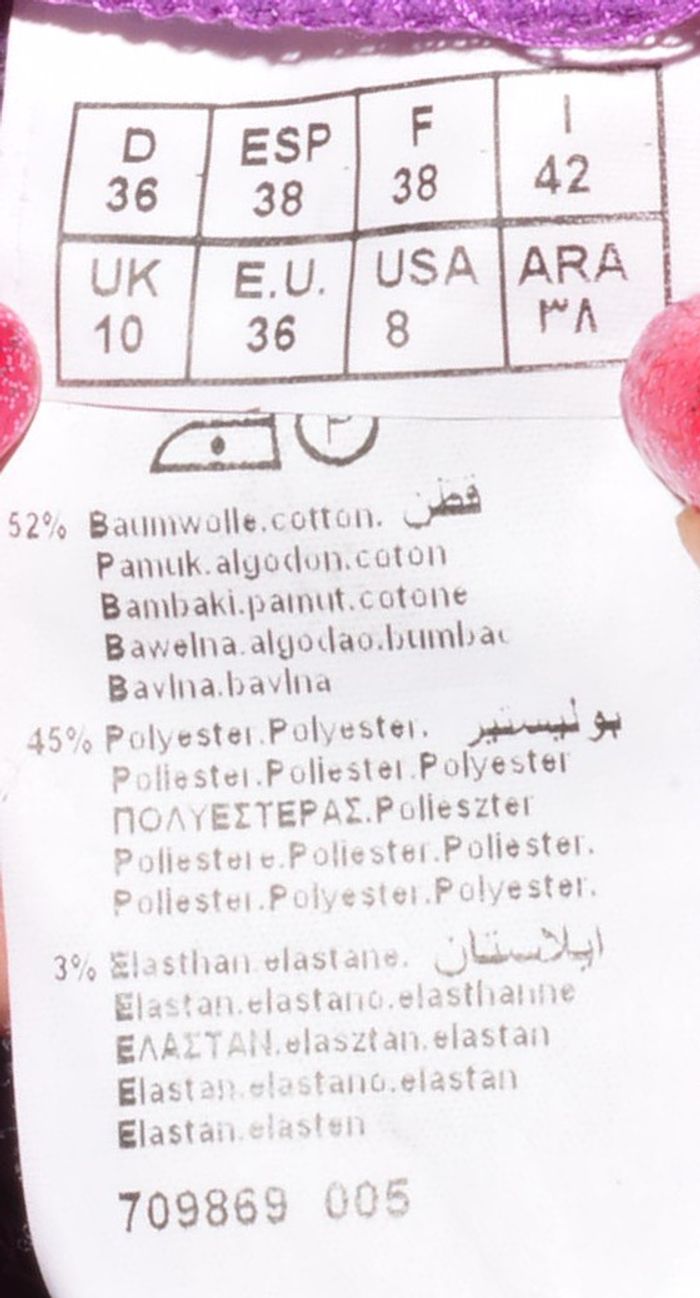 D ESP F I
36 38 38 42
UK E.U. USA ARA
10 36 8 ٣٨
P
52% Baumwolle.cotton. قطن
Pamuk.algodon.coton
Bambaki.pamut.cotone
Bawelna.algodao.bumbac
Bavlna.bavlna
45% Polyester.Polyester. بوليستير
Poliester.Poliester.Polyester
ΠΟΛΥΕΣΤΕΡΑΣ.Polieszter
Poliestere.Poliester.Poliester.
Poliester.Polyester.Polyester.
3% Elasthan.elastane. ايلاستان
Elastan.elastano.elasthanne
ΕΛΑΣΤΑΝ.elasztan.elastan
Elastan.elastano.elastan
Elastan.elasten
709869 005